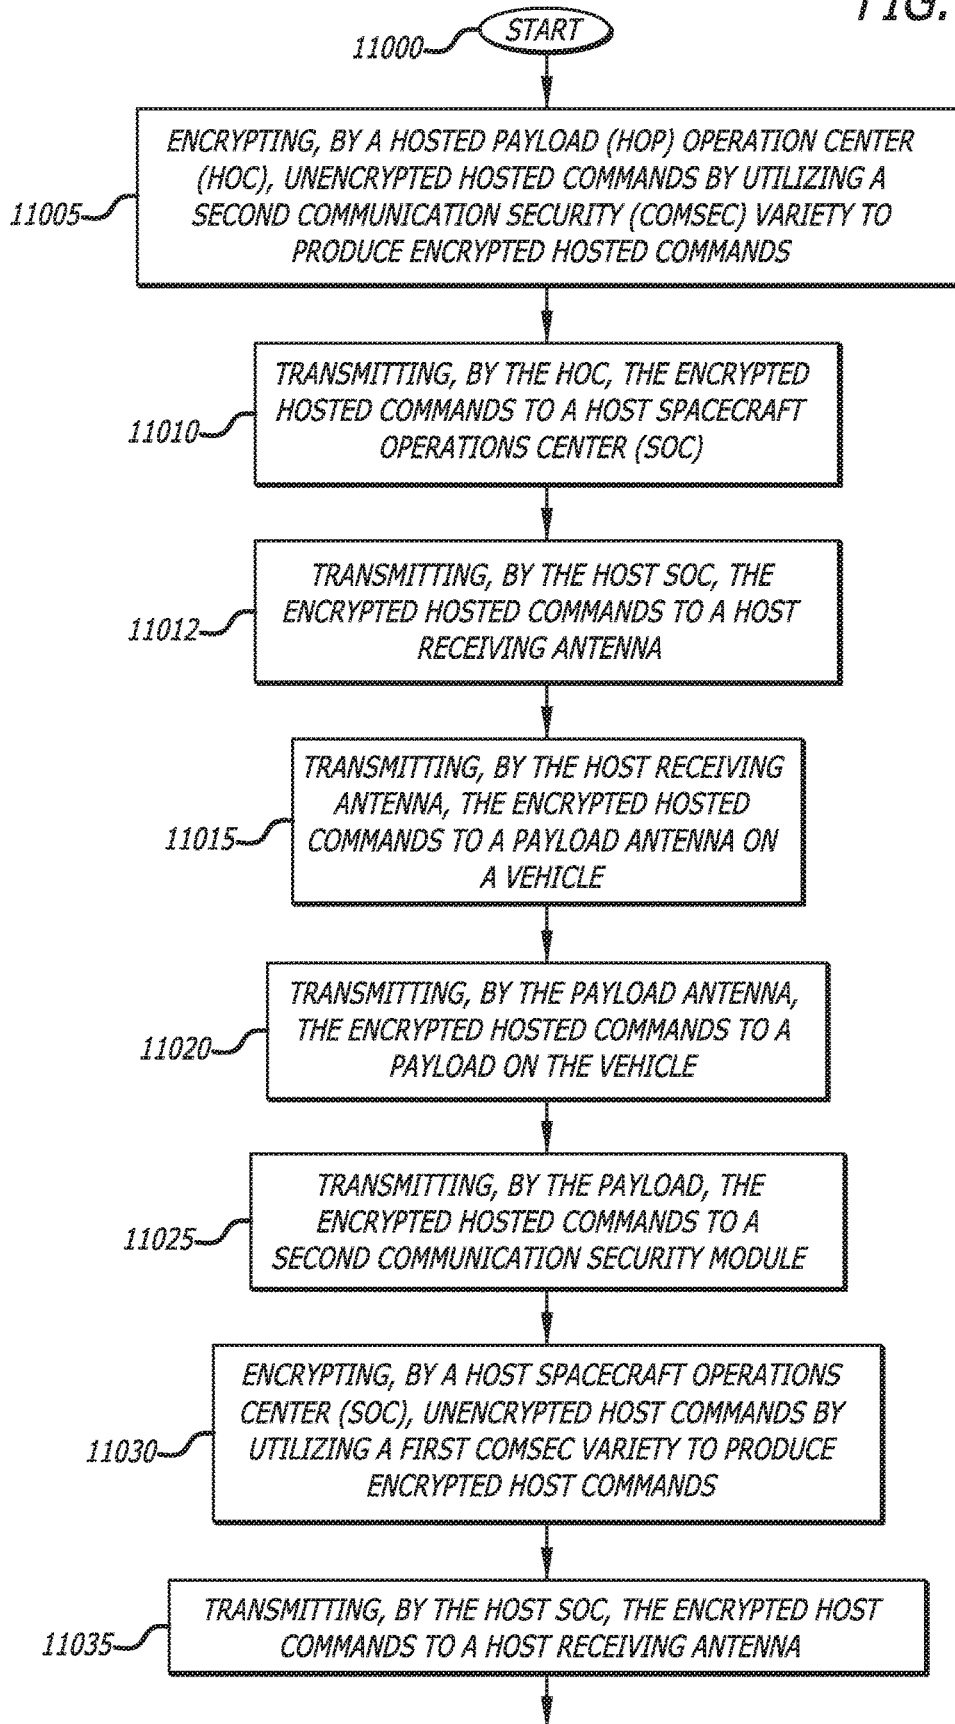 FIG.
START
11000
ENCRYPTING, BY A HOSTED PAYLOAD (HOP) OPERATION CENTER
(HOC), UNENCRYPTED HOSTED COMMANDS BY UTILIZING A
SECOND COMMUNICATION SECURITY (COMSEC) VARIETY TO
PRODUCE ENCRYPTED HOSTED COMMANDS
11005
TRANSMITTING, BY THE HOC, THE ENCRYPTED
HOSTED COMMANDS TO A HOST SPACECRAFT
OPERATIONS CENTER (SOC)
11010
TRANSMITTING, BY THE HOST SOC, THE
ENCRYPTED HOSTED COMMANDS TO A HOST
RECEIVING ANTENNA
11012
TRANSMITTING, BY THE HOST RECEIVING
ANTENNA, THE ENCRYPTED HOSTED
COMMANDS TO A PAYLOAD ANTENNA ON
A VEHICLE
11015
TRANSMITTING, BY THE PAYLOAD ANTENNA,
THE ENCRYPTED HOSTED COMMANDS TO A
PAYLOAD ON THE VEHICLE
11020
TRANSMITTING, BY THE PAYLOAD, THE
ENCRYPTED HOSTED COMMANDS TO A
SECOND COMMUNICATION SECURITY MODULE
11025
ENCRYPTING, BY A HOST SPACECRAFT OPERATIONS
CENTER (SOC), UNENCRYPTED HOST COMMANDS BY
UTILIZING A FIRST COMSEC VARIETY TO PRODUCE
ENCRYPTED HOST COMMANDS
11030
TRANSMITTING, BY THE HOST SOC, THE ENCRYPTED HOST
COMMANDS TO A HOST RECEIVING ANTENNA
11035